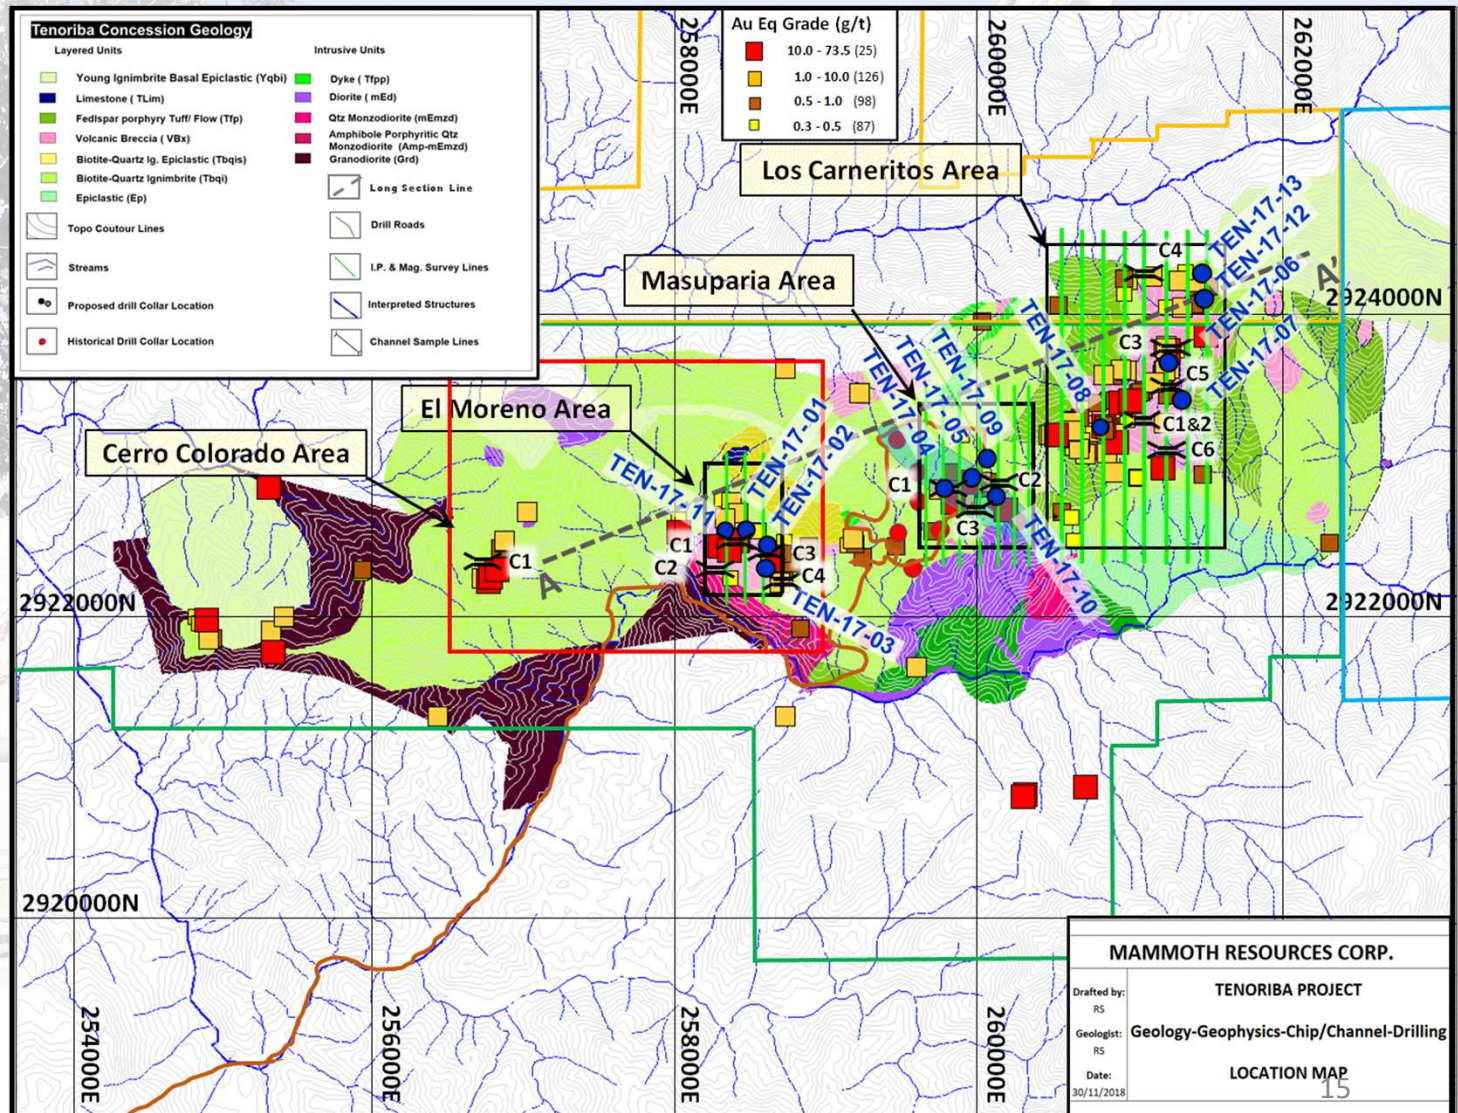 Tenoriba Concession Geology
Layered Units
Intrusive Units
Young Ignimbrite Basal Epiclastic (Yqbi)
Limestone ( TLim)
Fedlspar porphyry Tuff/ Flow (Tfp)
Volcanic Breccia ( VBx)
Biotite-Quartz Ig. Epiclastic (Tbqis)
Biotite-Quartz Ignimbrite (Tbqi)
Epiclastic (Ep)
Dyke ( Tfpp)
Diorite ( mEd)
Qtz Monzodiorite (mEmzd)
Amphibole Porphyritic Qtz
Monzodiorite (Amp-mEmzd)
Granodiorite (Grd)
Long Section Line
Topo Coutour Lines
Drill Roads
Streams
I.P. & Mag. Survey Lines
Proposed drill Collar Location
Interpreted Structures
Historical Drill Collar Location
Channel Sample Lines
258000E
Au Eq Grade (g/t)
10.0 - 73.5 (25)
1.0 - 10.0 (126)
0.5 - 1.0 (98)
0.3 - 0.5 (87)
260000E
262000E
Los Carneritos Area
Masuparia Area
El Moreno Area
Cerro Colorado Area
TEN-17-13
TEN-17-12
TEN-17-06
TEN-17-07
TEN-17-08
TEN-17-09
TEN-17-05
TEN-17-04
TEN-17-01
TEN-17-02
TEN-17-11
TEN-17-03
TEN-17-10
A'
A
2924000N
C4
C3
C5
C1&2
C6
C1
C2
C3
C1
C2
C3
C4
C1
2922000N
2922000N
2920000N
254000E
256000E
258000E
260000E
MAMMOTH RESOURCES CORP.
Drafted by:
RS
TENORIBA PROJECT
Geologist:
RS
Geology-Geophysics-Chip/Channel-Drilling
Date:
30/11/2018
LOCATION MAP
15